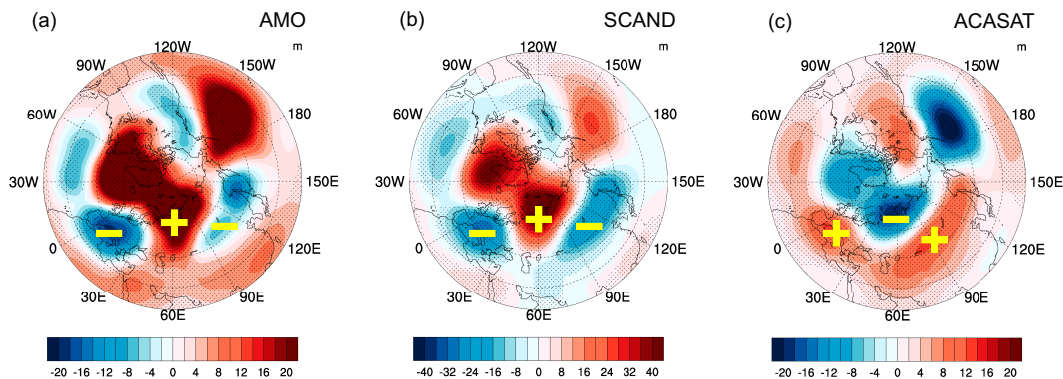 (a) AMO
(b) SCAND
(c) ACASAT
120W 120W 120W
90W 150W m 90W 150W m 90W 150W m
60W 180 60W 180 60W 180
30W 150E 30W 150E 30W 150E
0 120E 0 120E 0 120E
30E 90E 30E 90E 30E 90E
60E 60E 60E
-20 -16 -12 -8 -4 0 4 8 12 16 20
-40 -32 -24 -16 -8 0 8 16 24 32 40
-20 -16 -12 -8 -4 0 4 8 12 16 20